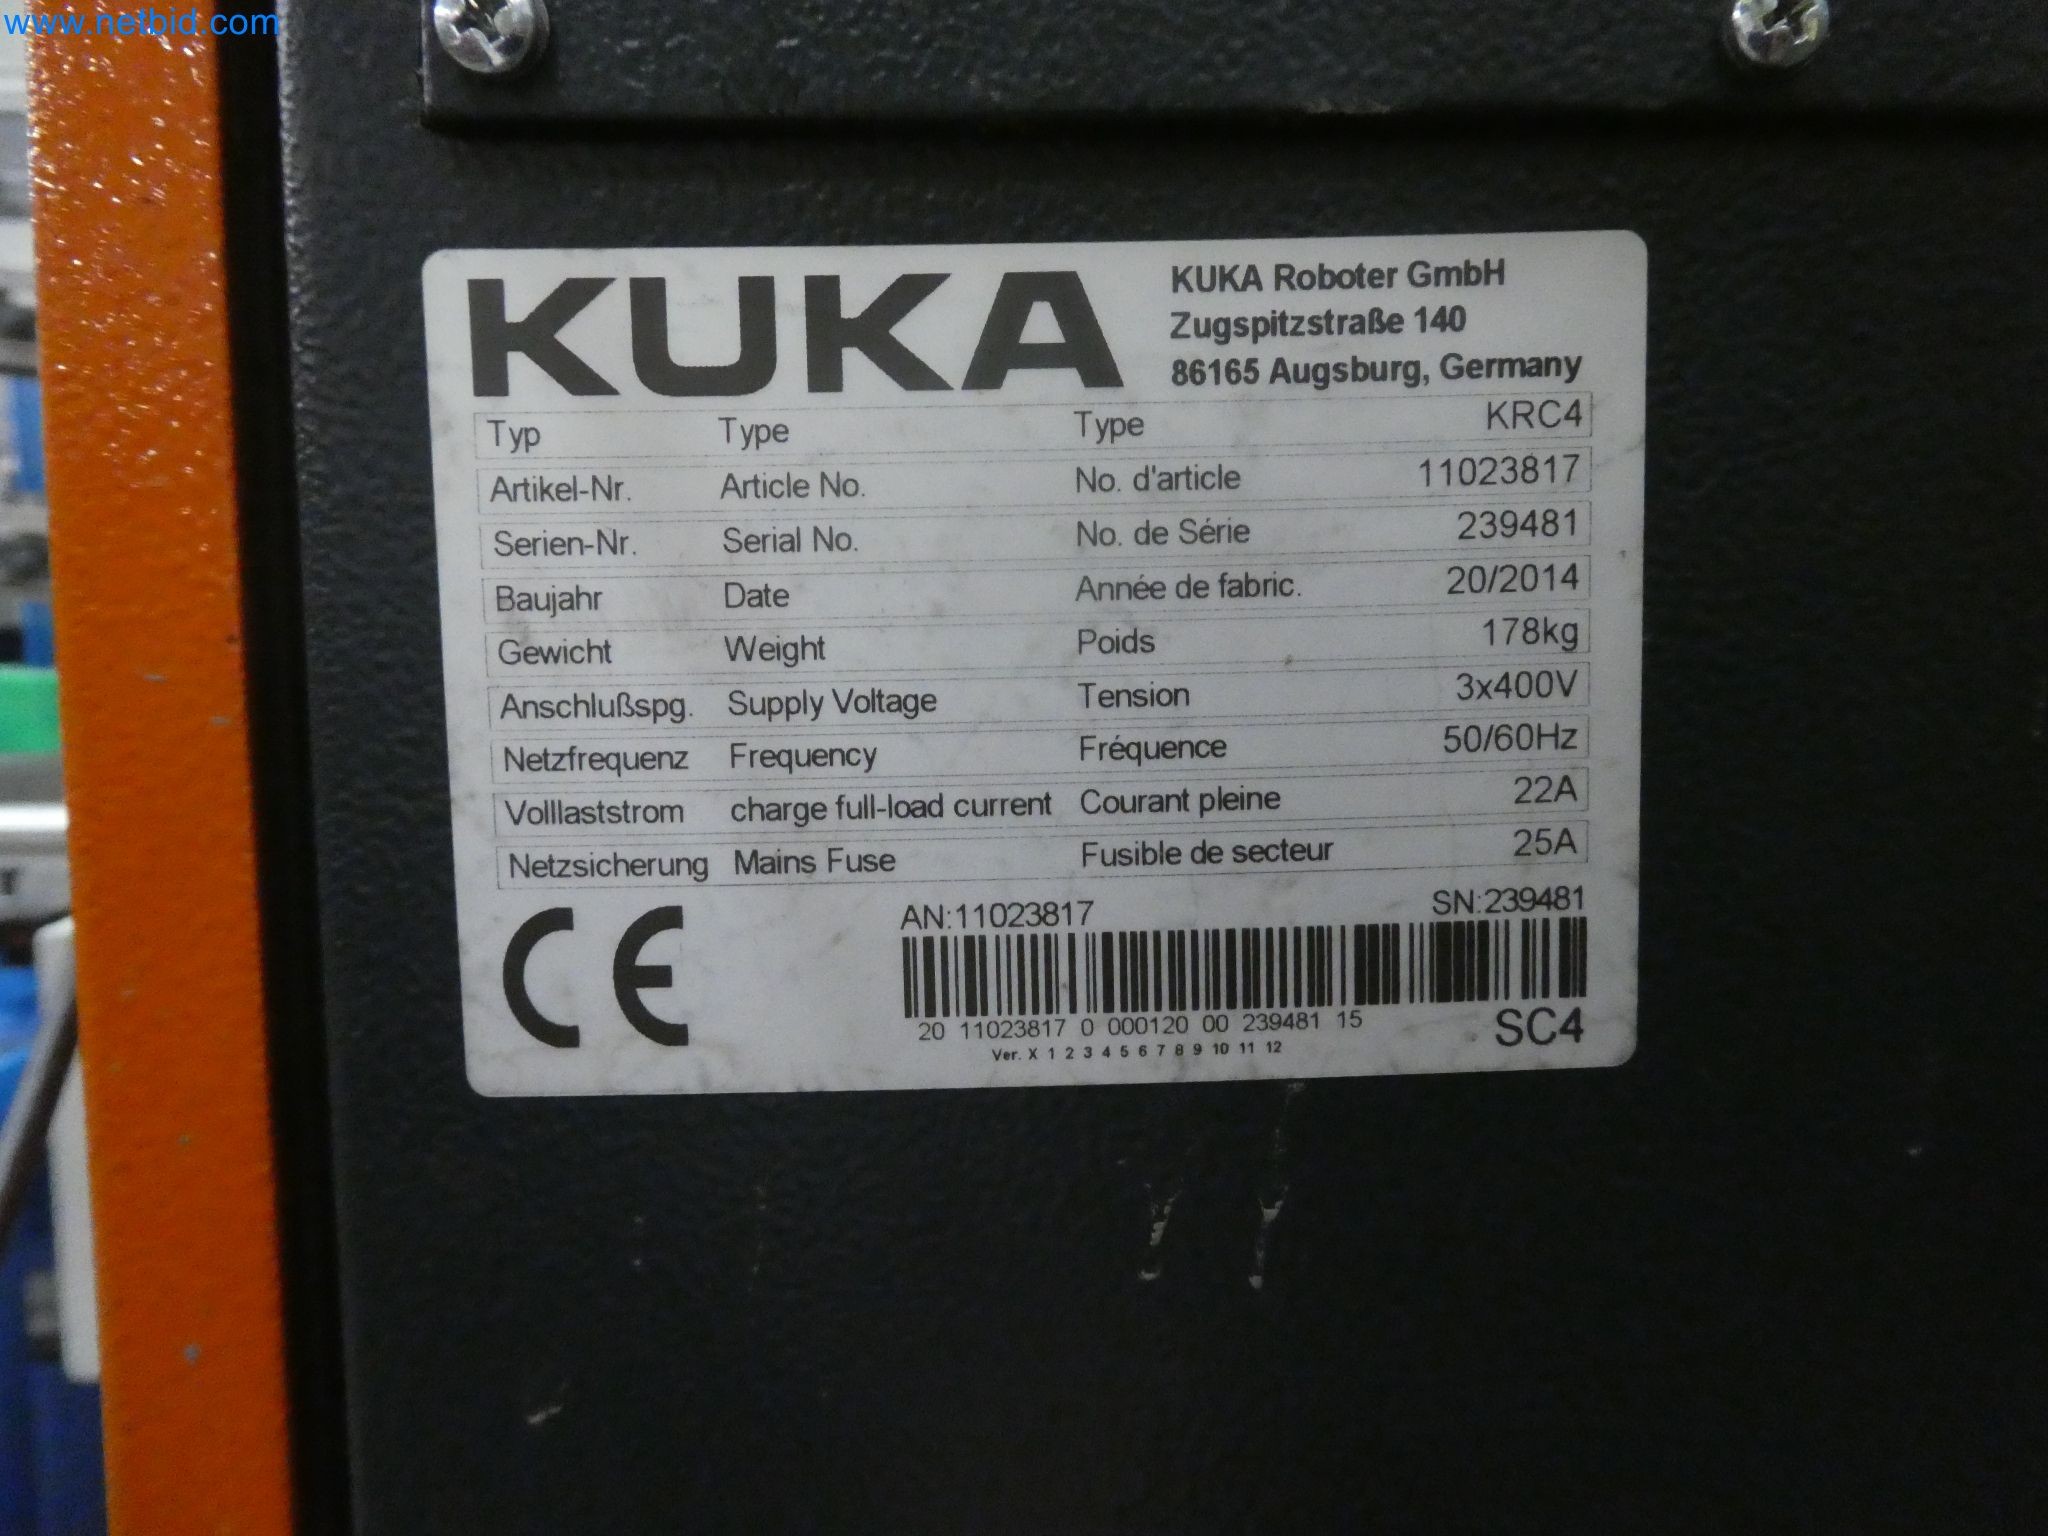 www.netbid.com
KUKA
KUKA Roboter GmbH
Zugspitzstraße 140
86165 Augsburg, Germany
Typ Type Type KRC4
Artikel-Nr. Article No. No. d'article 11023817
Serien-Nr. Serial No. No. de Série 239481
Baujahr Date Année de fabric. 20/2014
Gewicht Weight Poids 178kg
Anschlußspg. Supply Voltage Tension 3x400V
Netzfrequenz Frequency Fréquence 50/60Hz
Volllaststrom charge full-load current Courant pleine 22A
Netzsicherung Mains Fuse Fusible de secteur 25A
CE
AN:11023817 SN:239481
20 11023817 0 000120 00 239481 15
Ver. X 1 2 3 4 5 6 7 8 9 10 11 12
SC4